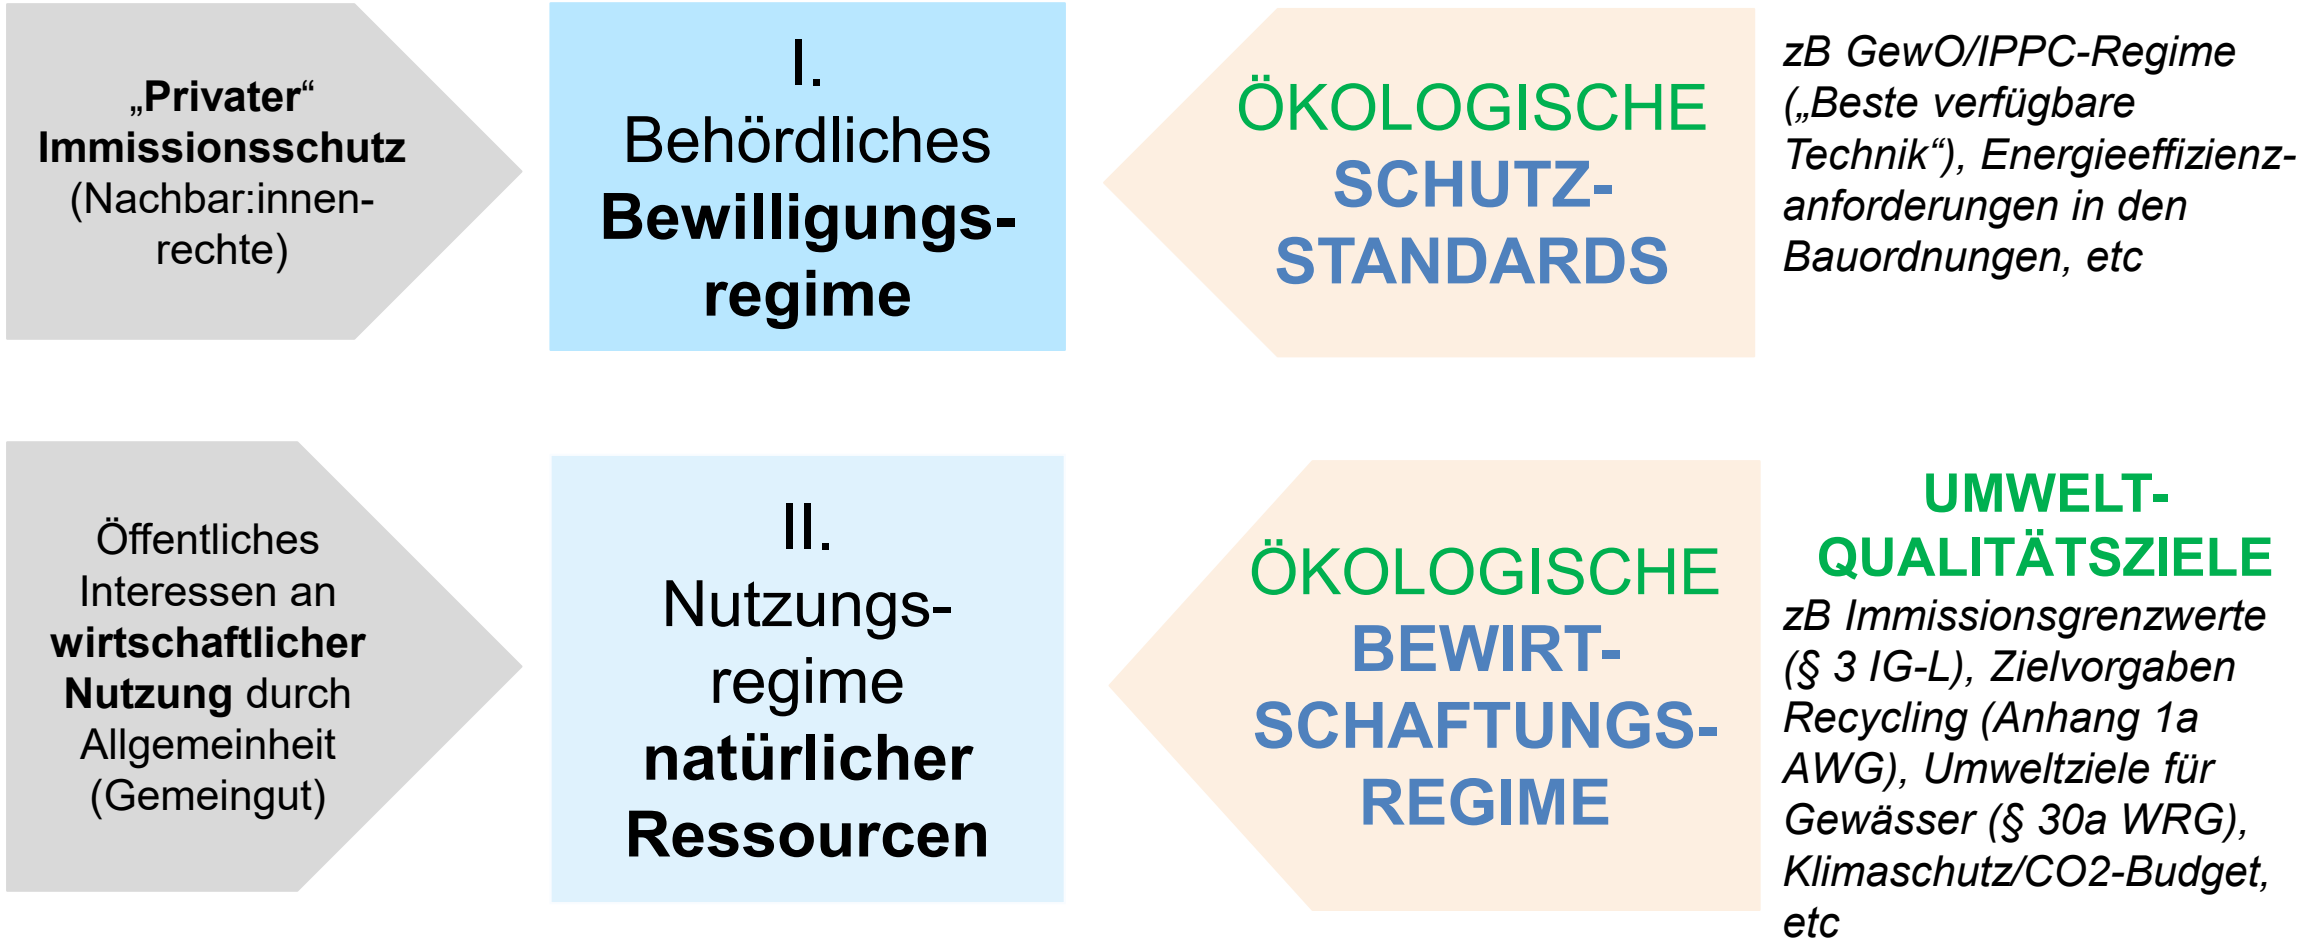 „Privater“
Immissionsschutz
(Nachbar:innen-
rechte)
I.
Behördliches
Bewilligungs-
regime
ÖKOLOGISCHE
SCHUTZ-
STANDARDS
zB GewO/IPPC-Regime
(„Beste verfügbare
Technik“), Energieeffizienz-
anforderungen in den
Bauordnungen, etc
Öffentliches
Interessen an
wirtschaftlicher
Nutzung durch
Allgemeinheit
(Gemeingut)
II.
Nutzungs-
regime
natürlicher
Ressourcen
ÖKOLOGISCHE
BEWIRT-
SCHAFTUNGS-
REGIME
UMWELT-
QUALITÄTSZIELE
zB Immissionsgrenzwerte
(§ 3 IG-L), Zielvorgaben
Recycling (Anhang 1a
AWG), Umweltziele für
Gewässer (§ 30a WRG),
Klimaschutz/CO2-Budget,
etc